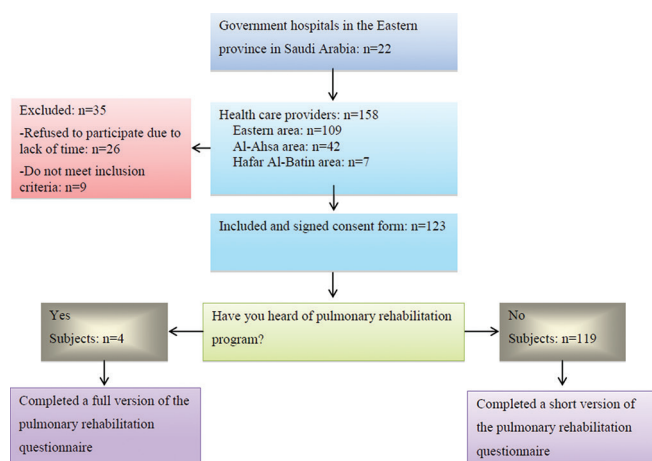 Government hospitals in the Eastern
province in Saudi Arabia: n=22
Excluded: n=35
-Refused to participate due to
lack of time: n=26
-Do not meet inclusion
criteria: n=9
Health care providers: n=158
Eastern area: n=109
Al-Ahsa area: n=42
Hafar Al-Batin area: n=7
Included and signed consent form: n=123
Yes
Subjects: n=4
Have you heard of pulmonary rehabilitation
program?
No
Subjects: n=119
Completed a full version of the
pulmonary rehabilitation
questionnaire
Completed a short version of
the pulmonary rehabilitation
questionnaire